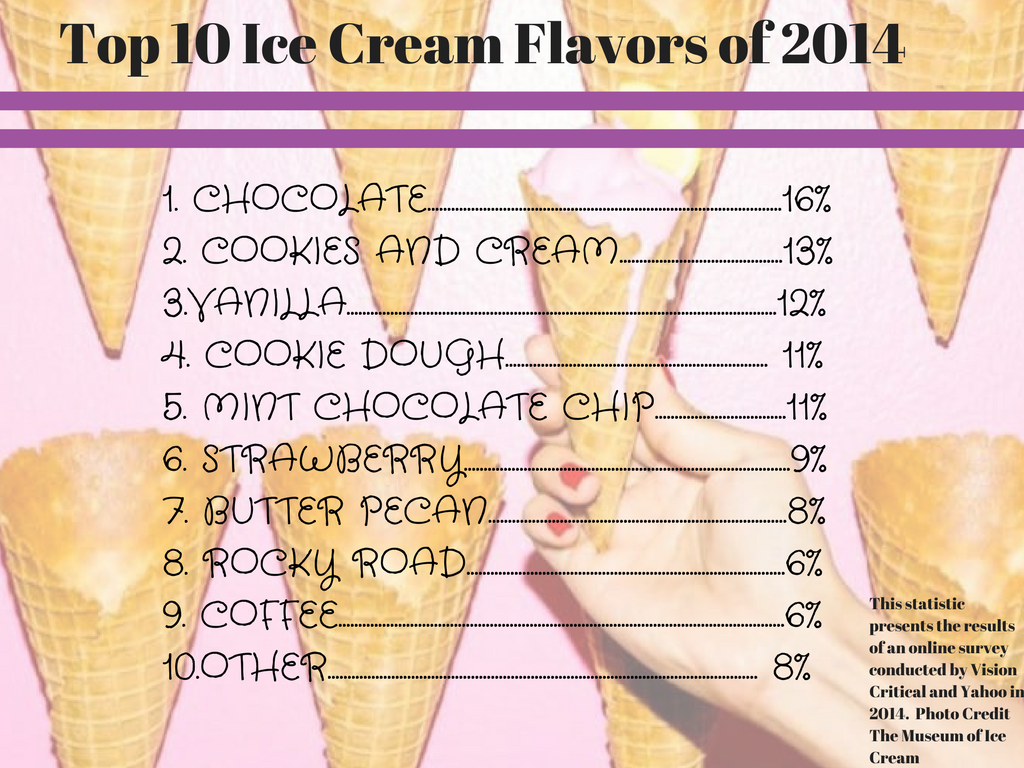 Top 10 Ice Cream Flavors of 2014
1. CHOCOLATE....................16%
2. COOKIES AND CREAM....................13%
3.VANILLA....................12%
4. COOKIE DOUGH.................... 11%
5. MINT CHOCOLATE CHIP....................11%
6. STRAWBERRY....................9%
7. BUTTER PECAN....................8%
8. ROCKY ROAD....................6%
9. COFFEE....................6%
10.OTHER.................... 8%
This statistic
presents the results
of an online survey
conducted by Vision
Critical and Yahoo in
2014. Photo Credit
The Museum of Ice
Cream